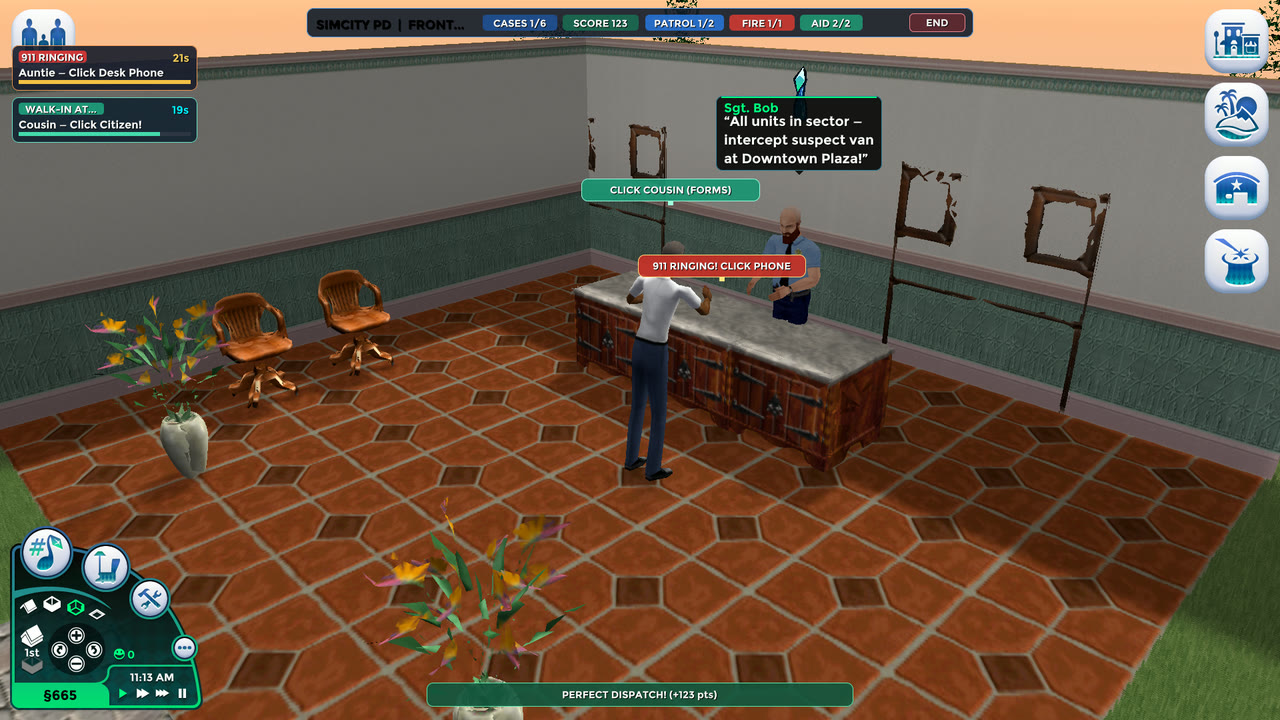 SIMCITY PD | FRONT...
CASES 1/6
SCORE 123
PATROL 1/2
FIRE 1/1
AID 2/2
END
911 RINGING
21s
Auntie – Click Desk Phone
WALK-IN AT...
19s
Cousin – Click Citizen!
Sgt. Bob
“All units in sector –
intercept suspect van
at Downtown Plaza!”
CLICK COUSIN (FORMS)
911 RINGING! CLICK PHONE
1st
0
11:13 AM
§665
PERFECT DISPATCH! (+123 pts)